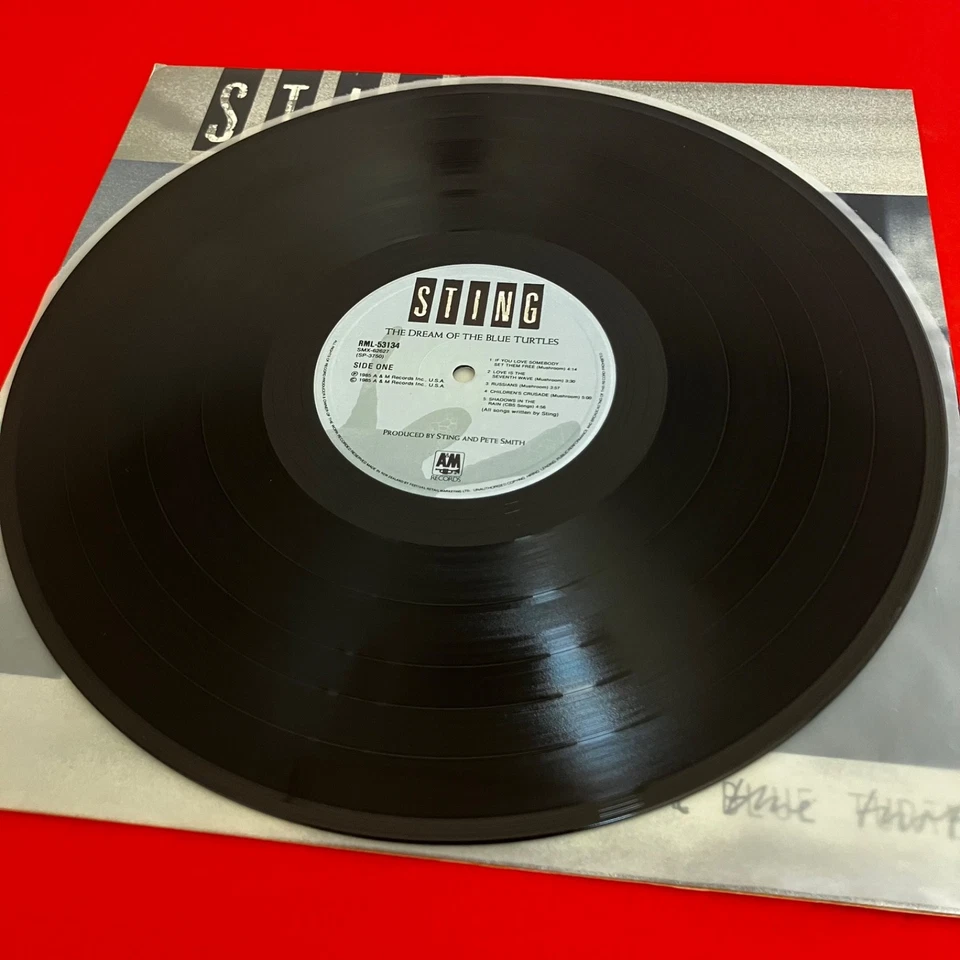 ST
STING
THE DREAM OF THE BLUE TURTLES
RML-53134
SMX-62627
(SP-3750)
SIDE ONE
℗ 1985 A & M Records Inc., U.S.A
© 1985 A & M Records Inc., U.S.A
1. IF YOU LOVE SOMEBODY
SET THEM FREE (Mushroom) 4:14
2 LOVE IS THE
SEVENTH WAVE (Mushroom) 3:30
3 RUSSIANS (Mushroom) 3:57
4 CHILDREN'S CRUSADE (Mushroom) 5:00
5 SHADOWS IN THE
RAIN (CBS Songs) 4:56
(All songs written by Sting)
PRODUCED BY STING AND PETE SMITH
A&M
RECORDS
BLUE